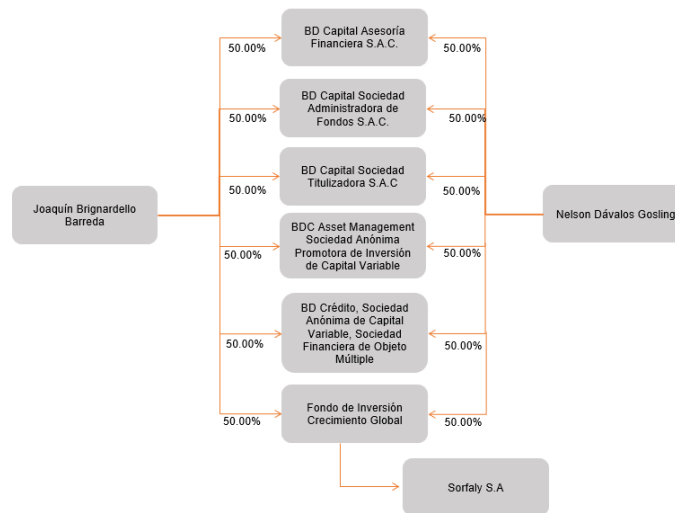 BD Capital Asesoría
Financiera S.A.C.
50.00%
50.00%
BD Capital Sociedad
Administradora de
Fondos S.A.C.
50.00%
50.00%
BD Capital Sociedad
Titulizadora S.A.C
50.00%
50.00%
Joaquín Brignardello
Barreda
Nelson Dávalos Gosling
BDC Asset Management
Sociedad Anónima
Promotora de Inversión
de Capital Variable
50.00%
50.00%
BD Crédito, Sociedad
Anónima de Capital
Variable, Sociedad
Financiera de Objeto
Múltiple
50.00%
50.00%
Fondo de Inversión
Crecimiento Global
50.00%
50.00%
Sorfaly S.A